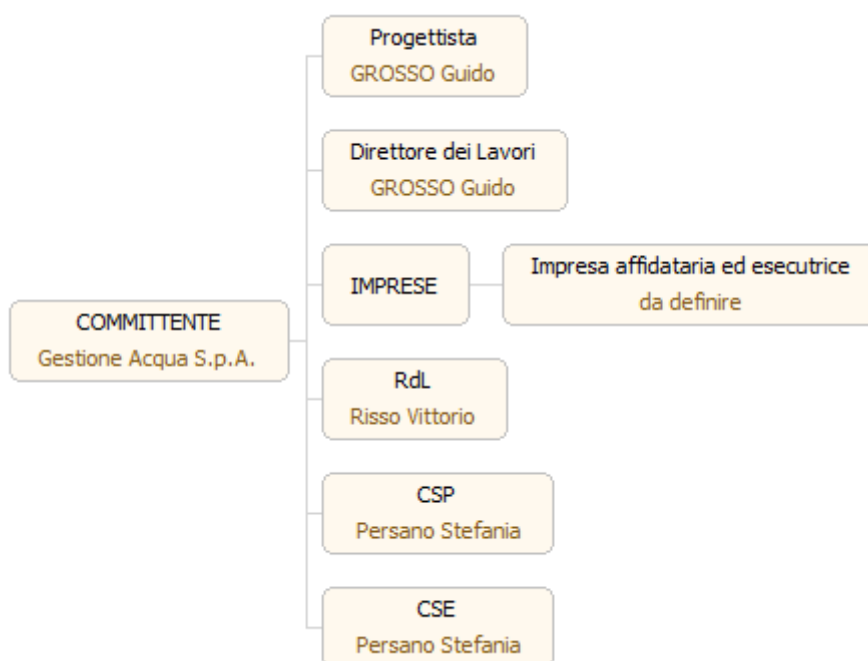 Progettista
GROSSO Guido
Direttore dei Lavori
GROSSO Guido
IMPRESE
Impresa affidataria ed esecutrice
da definire
COMMITTENTE
Gestione Acqua S.p.A.
RdL
Risso Vittorio
CSP
Persano Stefania
CSE
Persano Stefania